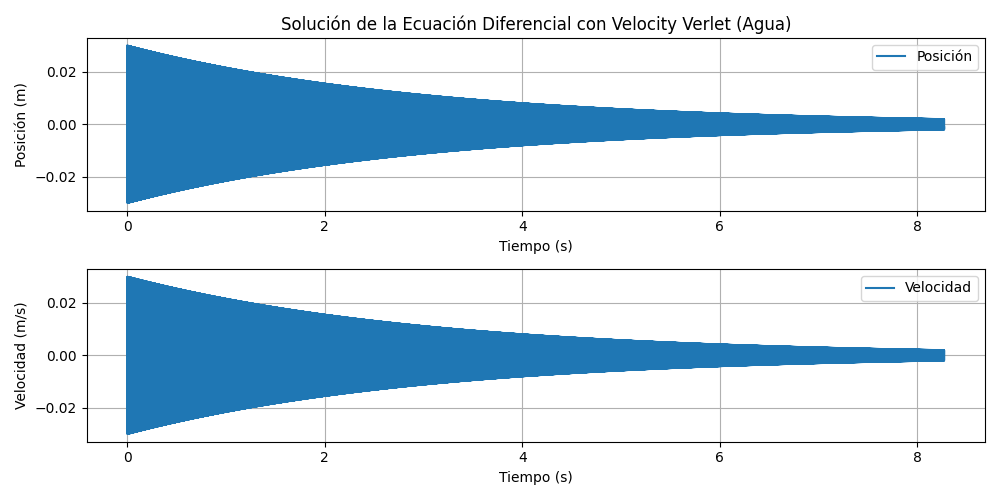 Solución de la Ecuación Diferencial con Velocity Verlet (Agua)
Posición (m)
0.02
0.00
−0.02
Posición
0 2 4 6 8
Tiempo (s)
Velocidad (m/s)
0.02
0.00
−0.02
Velocidad
0 2 4 6 8
Tiempo (s)